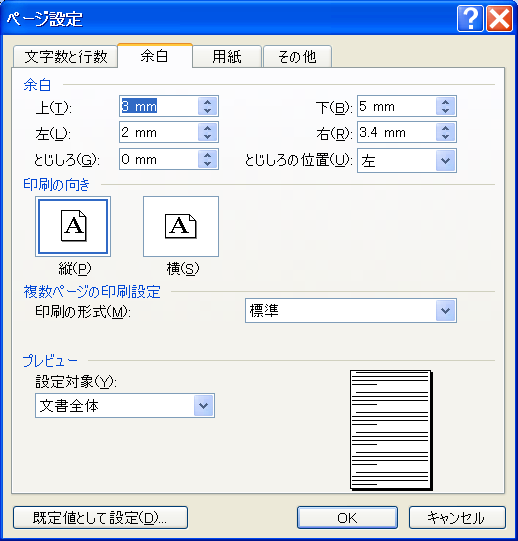 ページ設定
文字数と行数 余白 用紙 その他
余白
上(T): 3 mm 下(B): 5 mm
左(L): 2 mm 右(R): 3.4 mm
とじしろ(G): 0 mm とじしろの位置(U): 左
印刷の向き
A A
縦(P) 横(S)
複数ページの印刷設定
印刷の形式(M): 標準
プレビュー
設定対象(Y):
文書全体
既定値として設定(D)... OK キャンセル